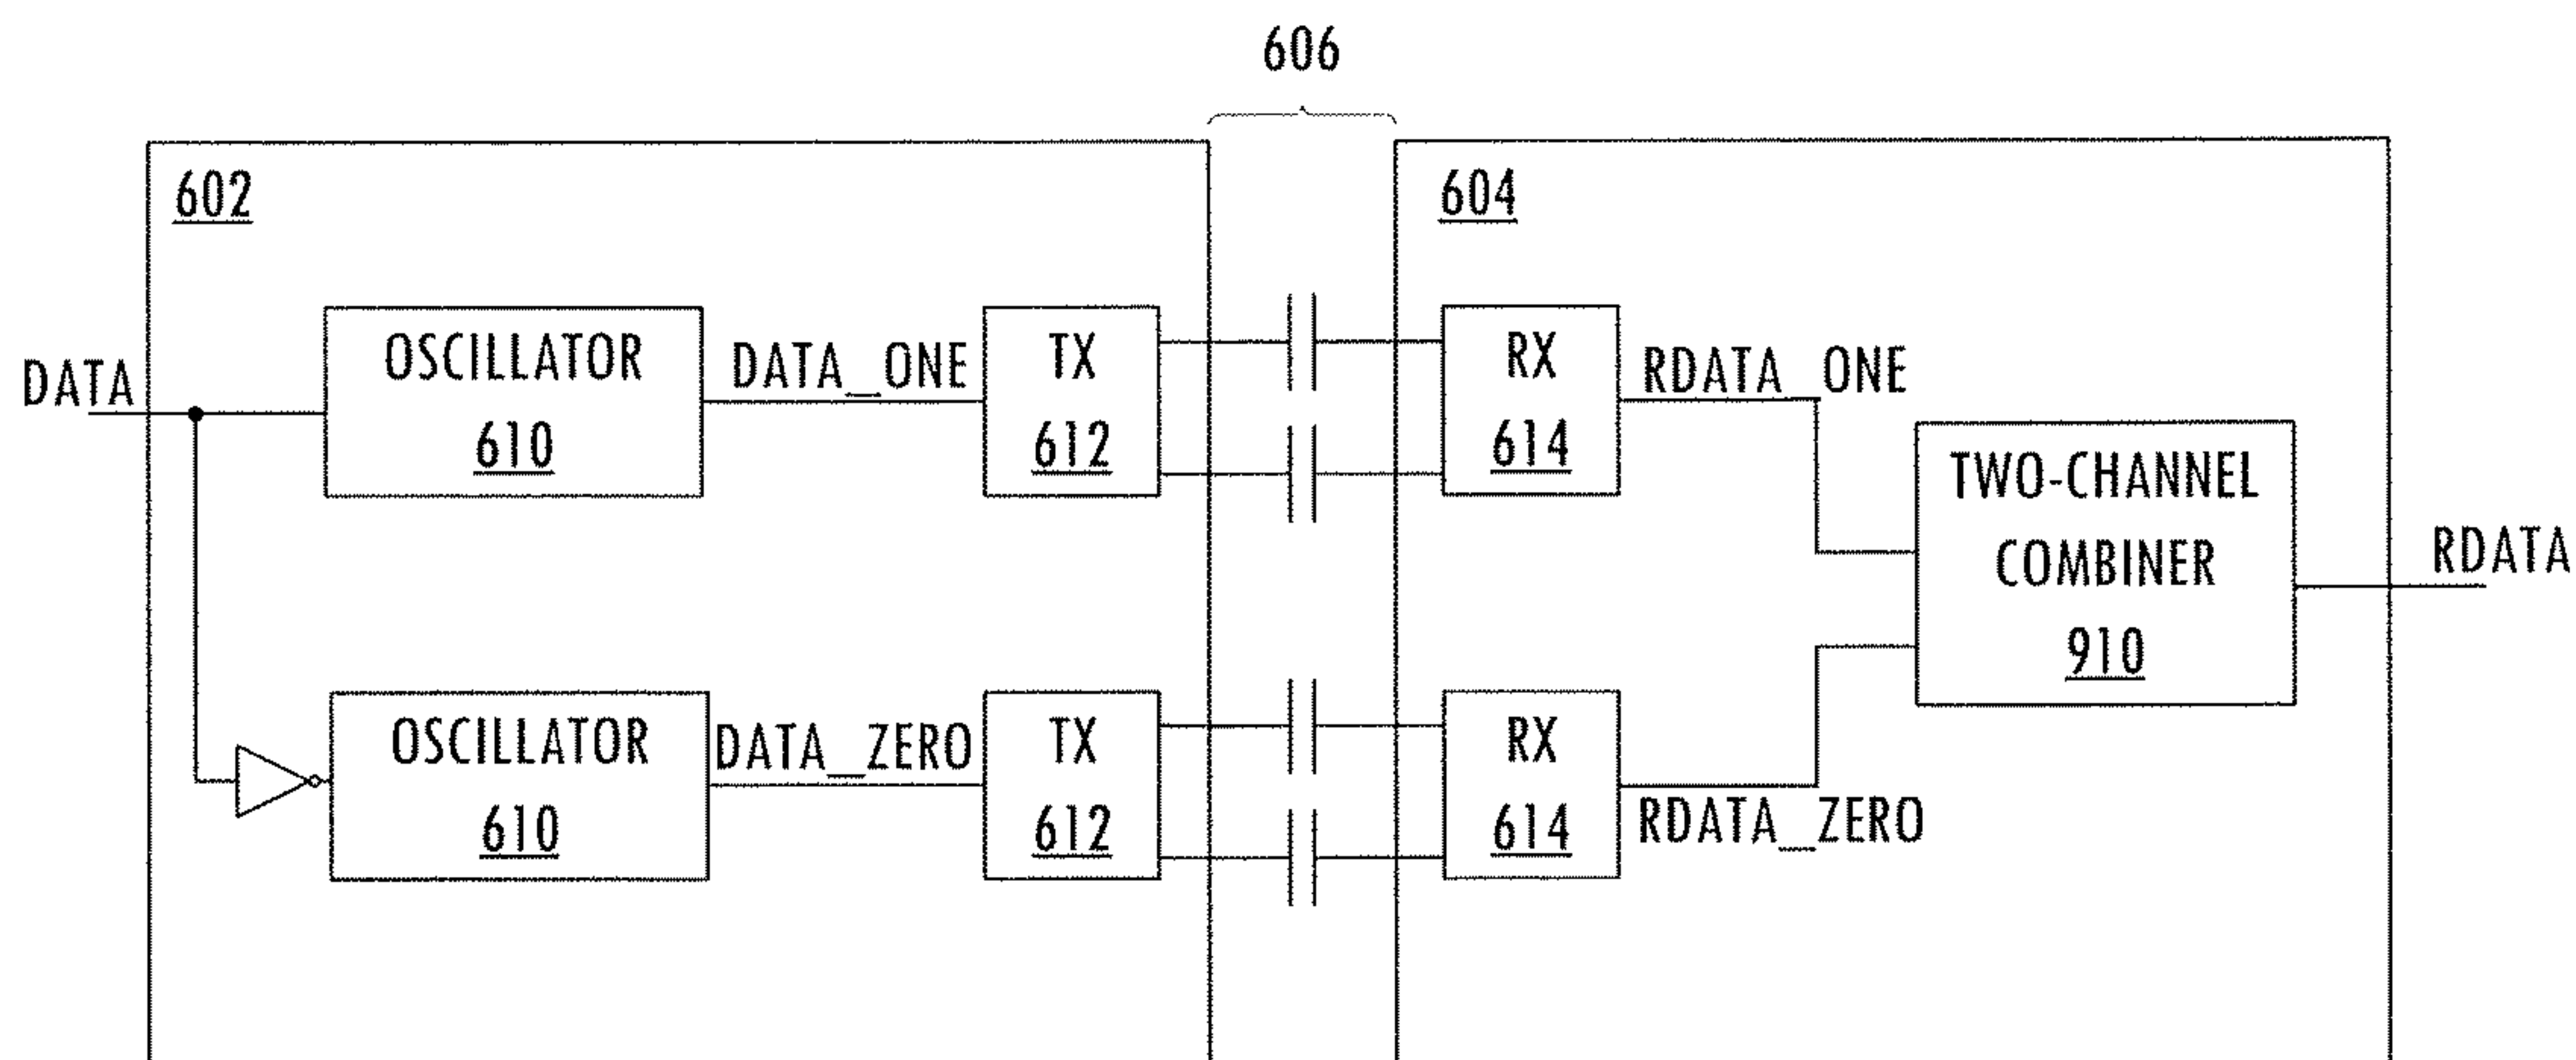 606
602
604
DATA
OSCILLATOR
610
DATA_ONE
TX
612
RX
614
RDATA_ONE
TWO-CHANNEL
COMBINER
910
RDATA
OSCILLATOR
610
DATA_ZERO
TX
612
RX
614
RDATA_ZERO